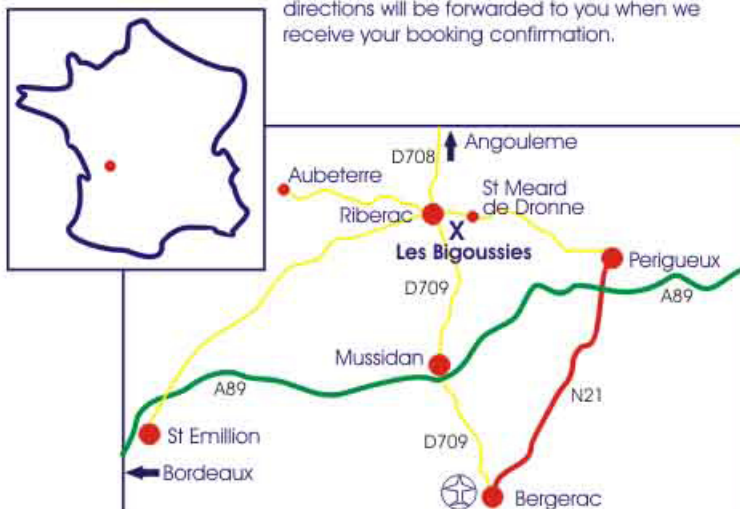 directions will be forwarded to you when we
receive your booking confirmation.
Angouleme
D708
Aubeterre
St Meard
de Dronne
Riberac
X
Les Bigoussies
Perigueux
D709
A89
Mussidan
A89
N21
St Emillion
D709
Bordeaux
Bergerac